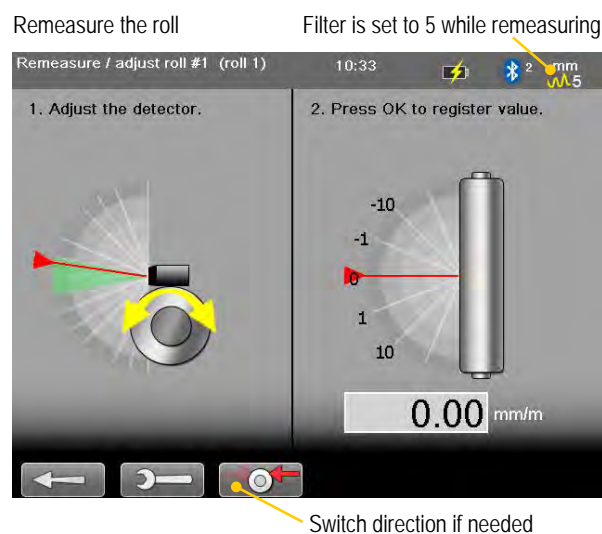 Remeasure the roll
Filter is set to 5 while remeasuring
Remeasure / adjust roll #1 (roll 1)
10:33
2
mm
5
1. Adjust the detector.
2. Press OK to register value.
-10
-1
0
1
10
0.00 mm/m
Switch direction if needed